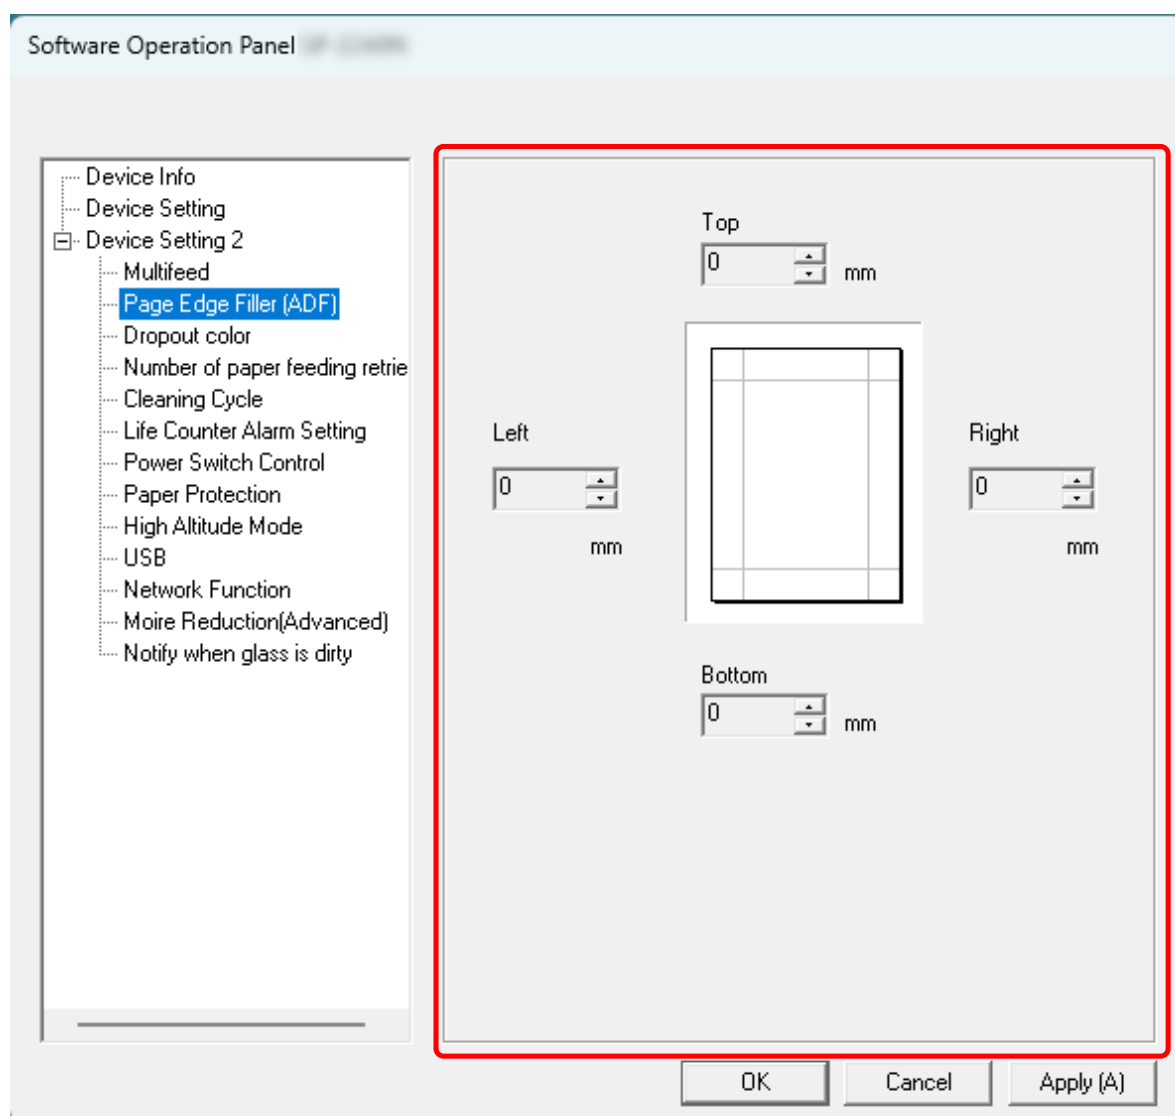 Software Operation Panel
Device Info
Device Setting
Device Setting 2
Multifeed
Page Edge Filler (ADF)
Dropout color
Number of paper feeding retrie
Cleaning Cycle
Life Counter Alarm Setting
Power Switch Control
Paper Protection
High Altitude Mode
USB
Network Function
Moire Reduction(Advanced)
Notify when glass is dirty
Top
0 mm
Left
0
mm
Right
0
mm
Bottom
0 mm
OK Cancel Apply (A)